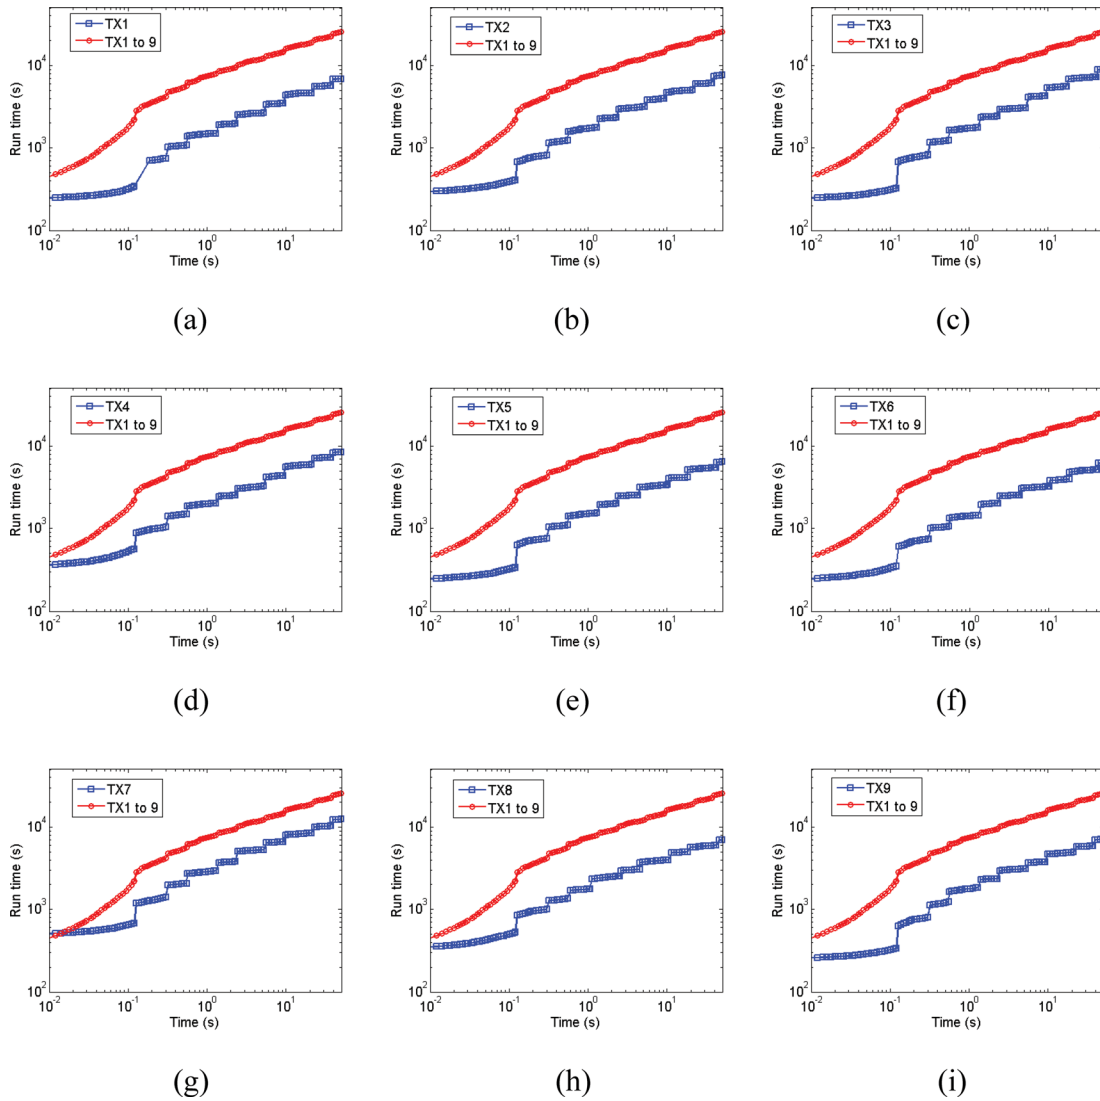 TX1
TX1 to 9
Run time (s)
10^4
10^3
10^2
10^-2 10^-1 10^0 10^1
Time (s)
(a)
TX2
TX1 to 9
Run time (s)
10^4
10^3
10^2
10^-2 10^-1 10^0 10^1
Time (s)
(b)
TX3
TX1 to 9
Run time (s)
10^4
10^3
10^2
10^-2 10^-1 10^0 10^1
Time (s)
(c)
TX4
TX1 to 9
Run time (s)
10^4
10^3
10^2
10^-2 10^-1 10^0 10^1
Time (s)
(d)
TX5
TX1 to 9
Run time (s)
10^4
10^3
10^2
10^-2 10^-1 10^0 10^1
Time (s)
(e)
TX6
TX1 to 9
Run time (s)
10^4
10^3
10^2
10^-2 10^-1 10^0 10^1
Time (s)
(f)
TX7
TX1 to 9
Run time (s)
10^4
10^3
10^2
10^-2 10^-1 10^0 10^1
Time (s)
(g)
TX8
TX1 to 9
Run time (s)
10^4
10^3
10^2
10^-2 10^-1 10^0 10^1
Time (s)
(h)
TX9
TX1 to 9
Run time (s)
10^4
10^3
10^2
10^-2 10^-1 10^0 10^1
Time (s)
(i)